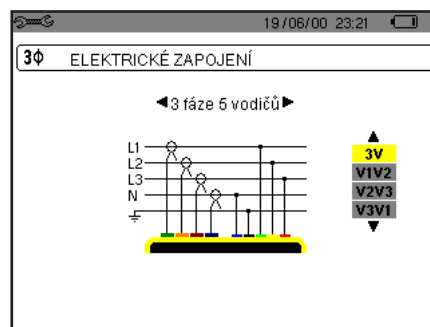 19/06/00 23:21
3Φ ELEKTRICKÉ ZAPOJENÍ
◄3 fáze 5 vodičů►
L1
L2
L3
N
3V
V1V2
V2V3
V3V1